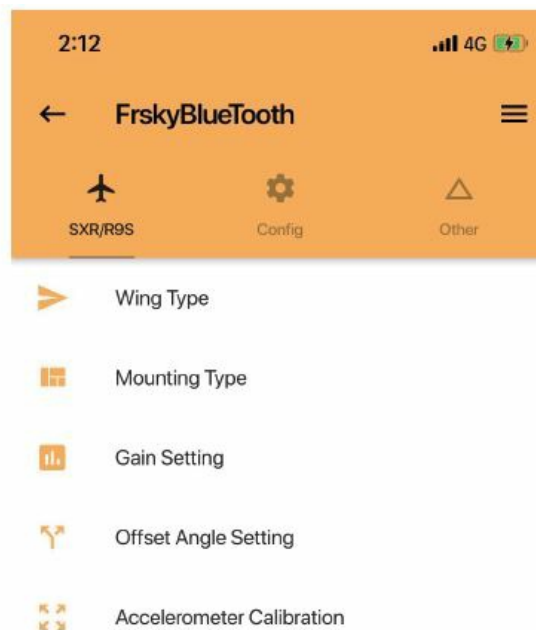 2:12 4G
← FrskyBlueTooth
SXR/R9S Config Other
Wing Type
Mounting Type
Gain Setting
Offset Angle Setting
Accelerometer Calibration